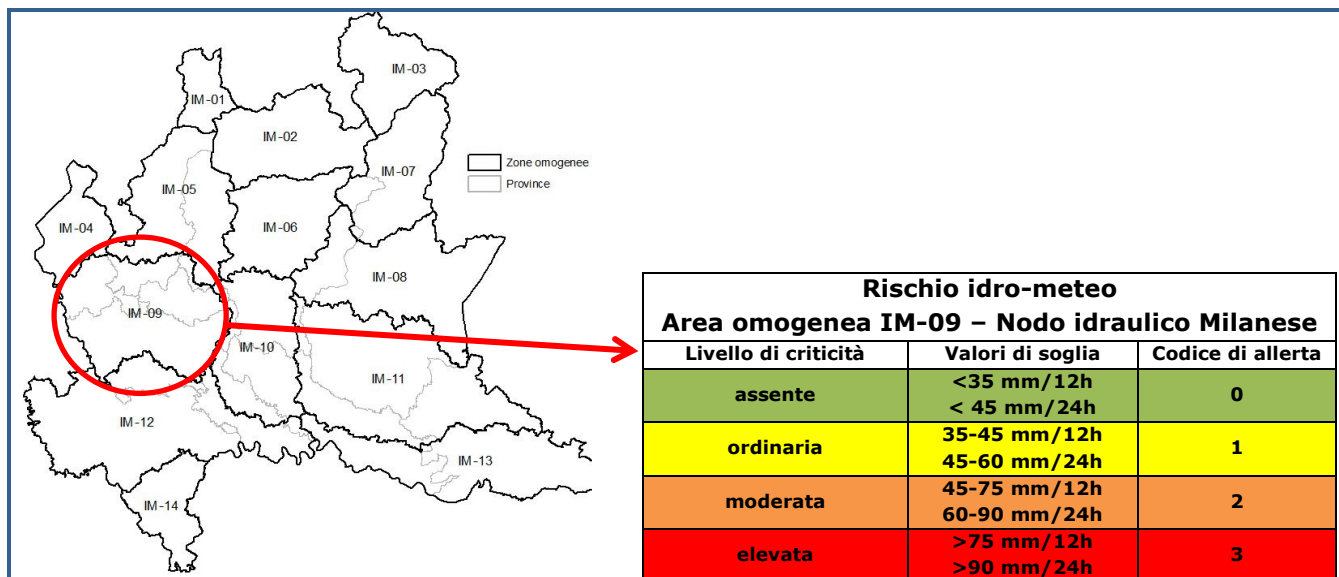 IM-03
IM-01
IM-02
Zone omogenee
Province
IM-07
IM-05
IM-06
IM-04
IM-08
IM-09
IM-10
IM-11
IM-12
IM-13
IM-14
Rischio idro-meteo
Area omogenea IM-09 – Nodo idraulico Milanese
Livello di criticità Valori di soglia Codice di allerta
assente <35 mm/12h 0
< 45 mm/24h
ordinaria 35-45 mm/12h 1
45-60 mm/24h
moderata 45-75 mm/12h 2
60-90 mm/24h
elevata >75 mm/12h 3
>90 mm/24h